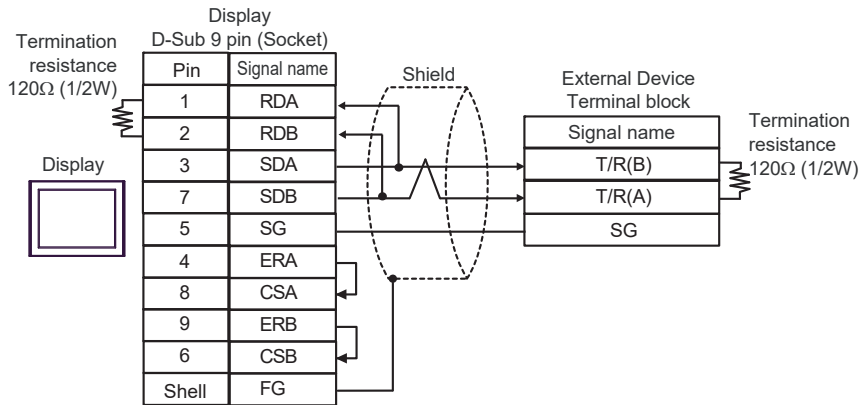 Display
D-Sub 9 pin (Socket)
Termination
resistance
120Ω (1/2W)
Pin Signal name
1 RDA
2 RDB
3 SDA
7 SDB
5 SG
4 ERA
8 CSA
9 ERB
6 CSB
Shell FG
Display
Shield
External Device
Terminal block
Signal name
T/R(B)
T/R(A)
SG
Termination
resistance
120Ω (1/2W)